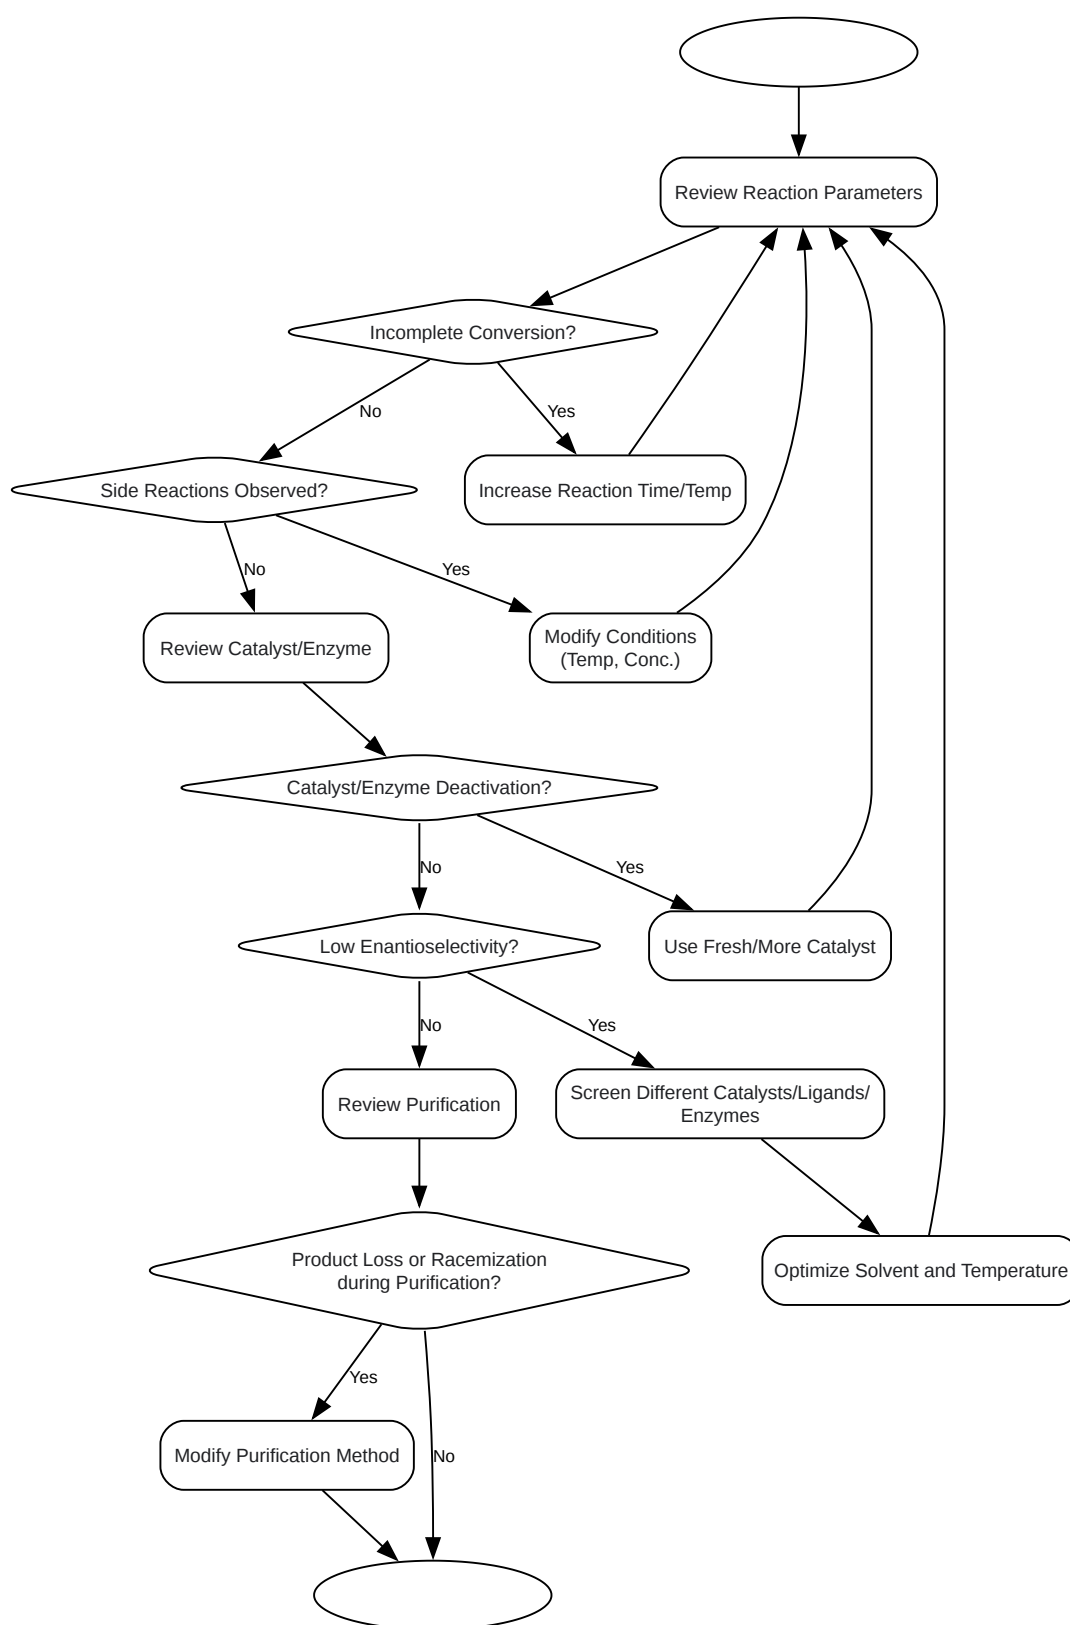 Review Reaction Parameters
Incomplete Conversion?
No
Yes
Side Reactions Observed?
Increase Reaction Time/Temp
No
Yes
Review Catalyst/Enzyme
Modify Conditions
(Temp, Conc.)
Catalyst/Enzyme Deactivation?
No
Yes
Low Enantioselectivity?
Use Fresh/More Catalyst
No
Yes
Review Purification
Screen Different Catalysts/Ligands/
Enzymes
Product Loss or Racemization
during Purification?
Optimize Solvent and Temperature
Yes
Modify Purification Method
No